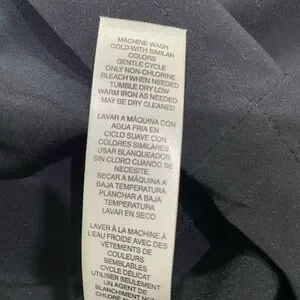 MACHINE WASH
COLD-WITH SIMILAR
COLORS
GENTLE CYCLE
ONLY NON-CHLORINE
BLEACH WHEN NEEDED
TUMBLE DRY LOW
WARM IRON AS NEEDED
MAY BE DRY CLEANED
LAVAR A MÁQUINA CON
AGUA FRIA EN
CICLO SUAVE CON
COLORES SIMILARES.
USAR BLANQUEADOR
SIN CLORO CUANDO SE
NECESITE.
SECAR A MÁQUINA A
BAJA TEMPERATURA
PLANCHAR A BAJA
TEMPERATURA
LAVAR EN SECO
LAVER À LA MACHINE À
L'EAU FROIDE AVEC DES
VÊTEMENTS DE
COULEURS
SEMBLABLES
CYCLE DÉLICAT
UTILISER SEULEMENT
UN AGENT DE
BLANCHIMENT NON